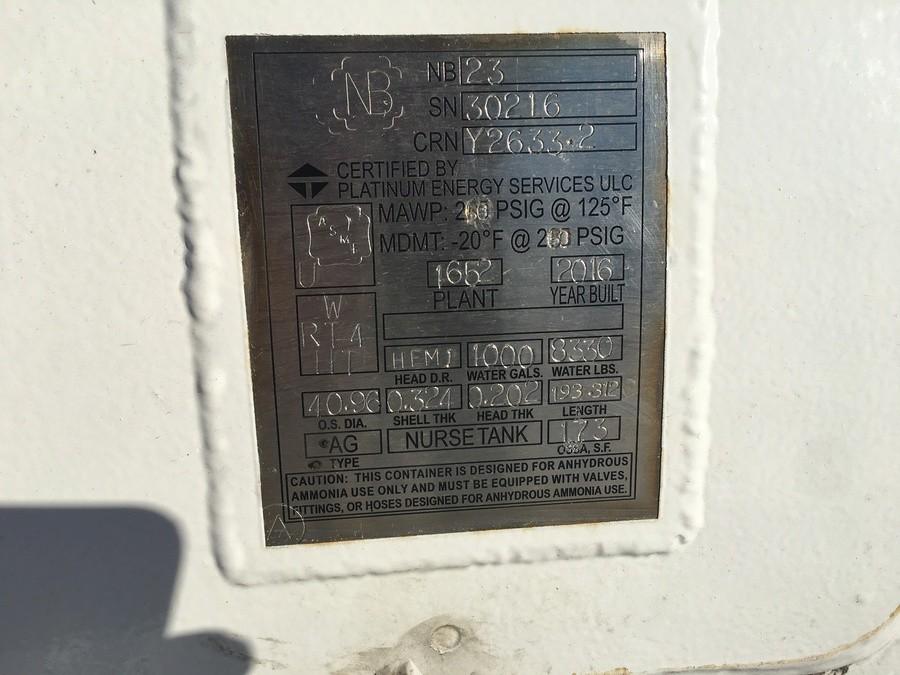 NB
NB 23
SN 30216
CRN Y2633.2
CERTIFIED BY
PLATINUM ENERGY SERVICES ULC
MAWP: PSIG @ 125°F
ASME
MDMT: -20°F @ PSIG
U
1652 2016
PLANT YEAR BUILT
W
RT-4
HT
HEMI 1000 8330
HEAD D.R. WATER GALS. WATER LBS.
40.96 0.324 0.202 193.312
O.S. DIA. SHELL THK HEAD THK LENGTH
AG NURSE TANK 173
TYPE S.F.
CAUTION: THIS CONTAINER IS DESIGNED FOR ANHYDROUS
AMMONIA USE ONLY AND MUST BE EQUIPPED WITH VALVES,
FITTINGS, OR HOSES DESIGNED FOR ANHYDROUS AMMONIA USE.
A